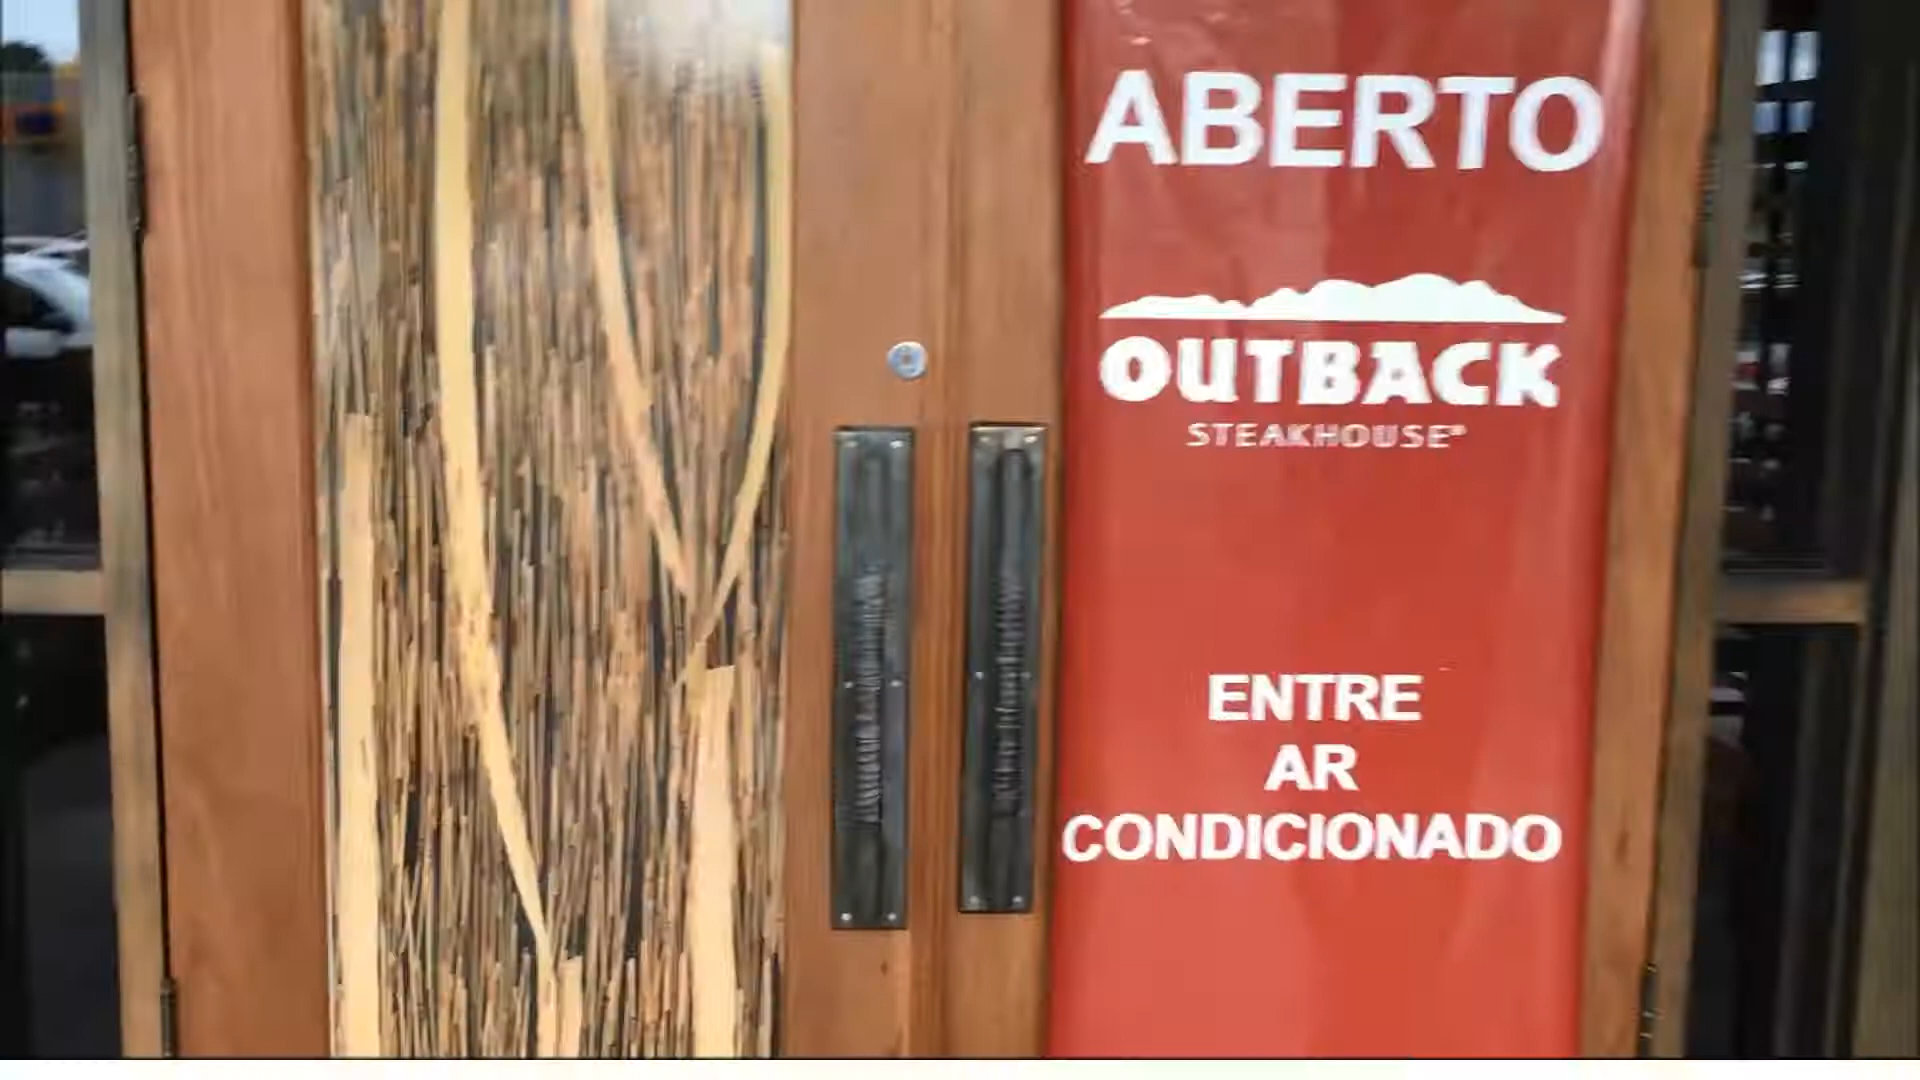 ABERTO
OUTBACK
STEAKHOUSE®
ENTRE
AR
CONDICIONADO